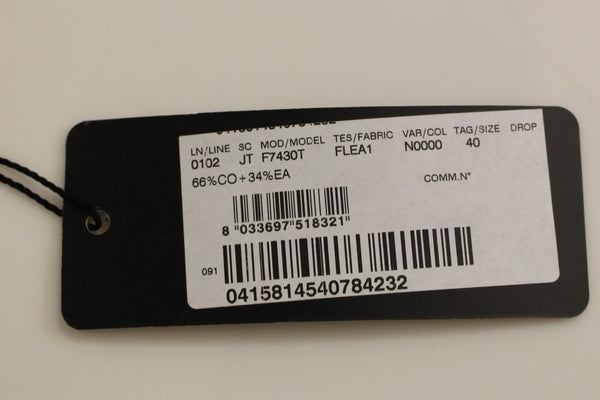 LN/LINE SC MOD/MODEL TES/FABRIC VAR/COL TAG/SIZE DROP
0102 JT F7430T FLEA1 N0000 40
66%CO+34%EA COMM.N°
8 "033697"518321"
091
0415814540784232